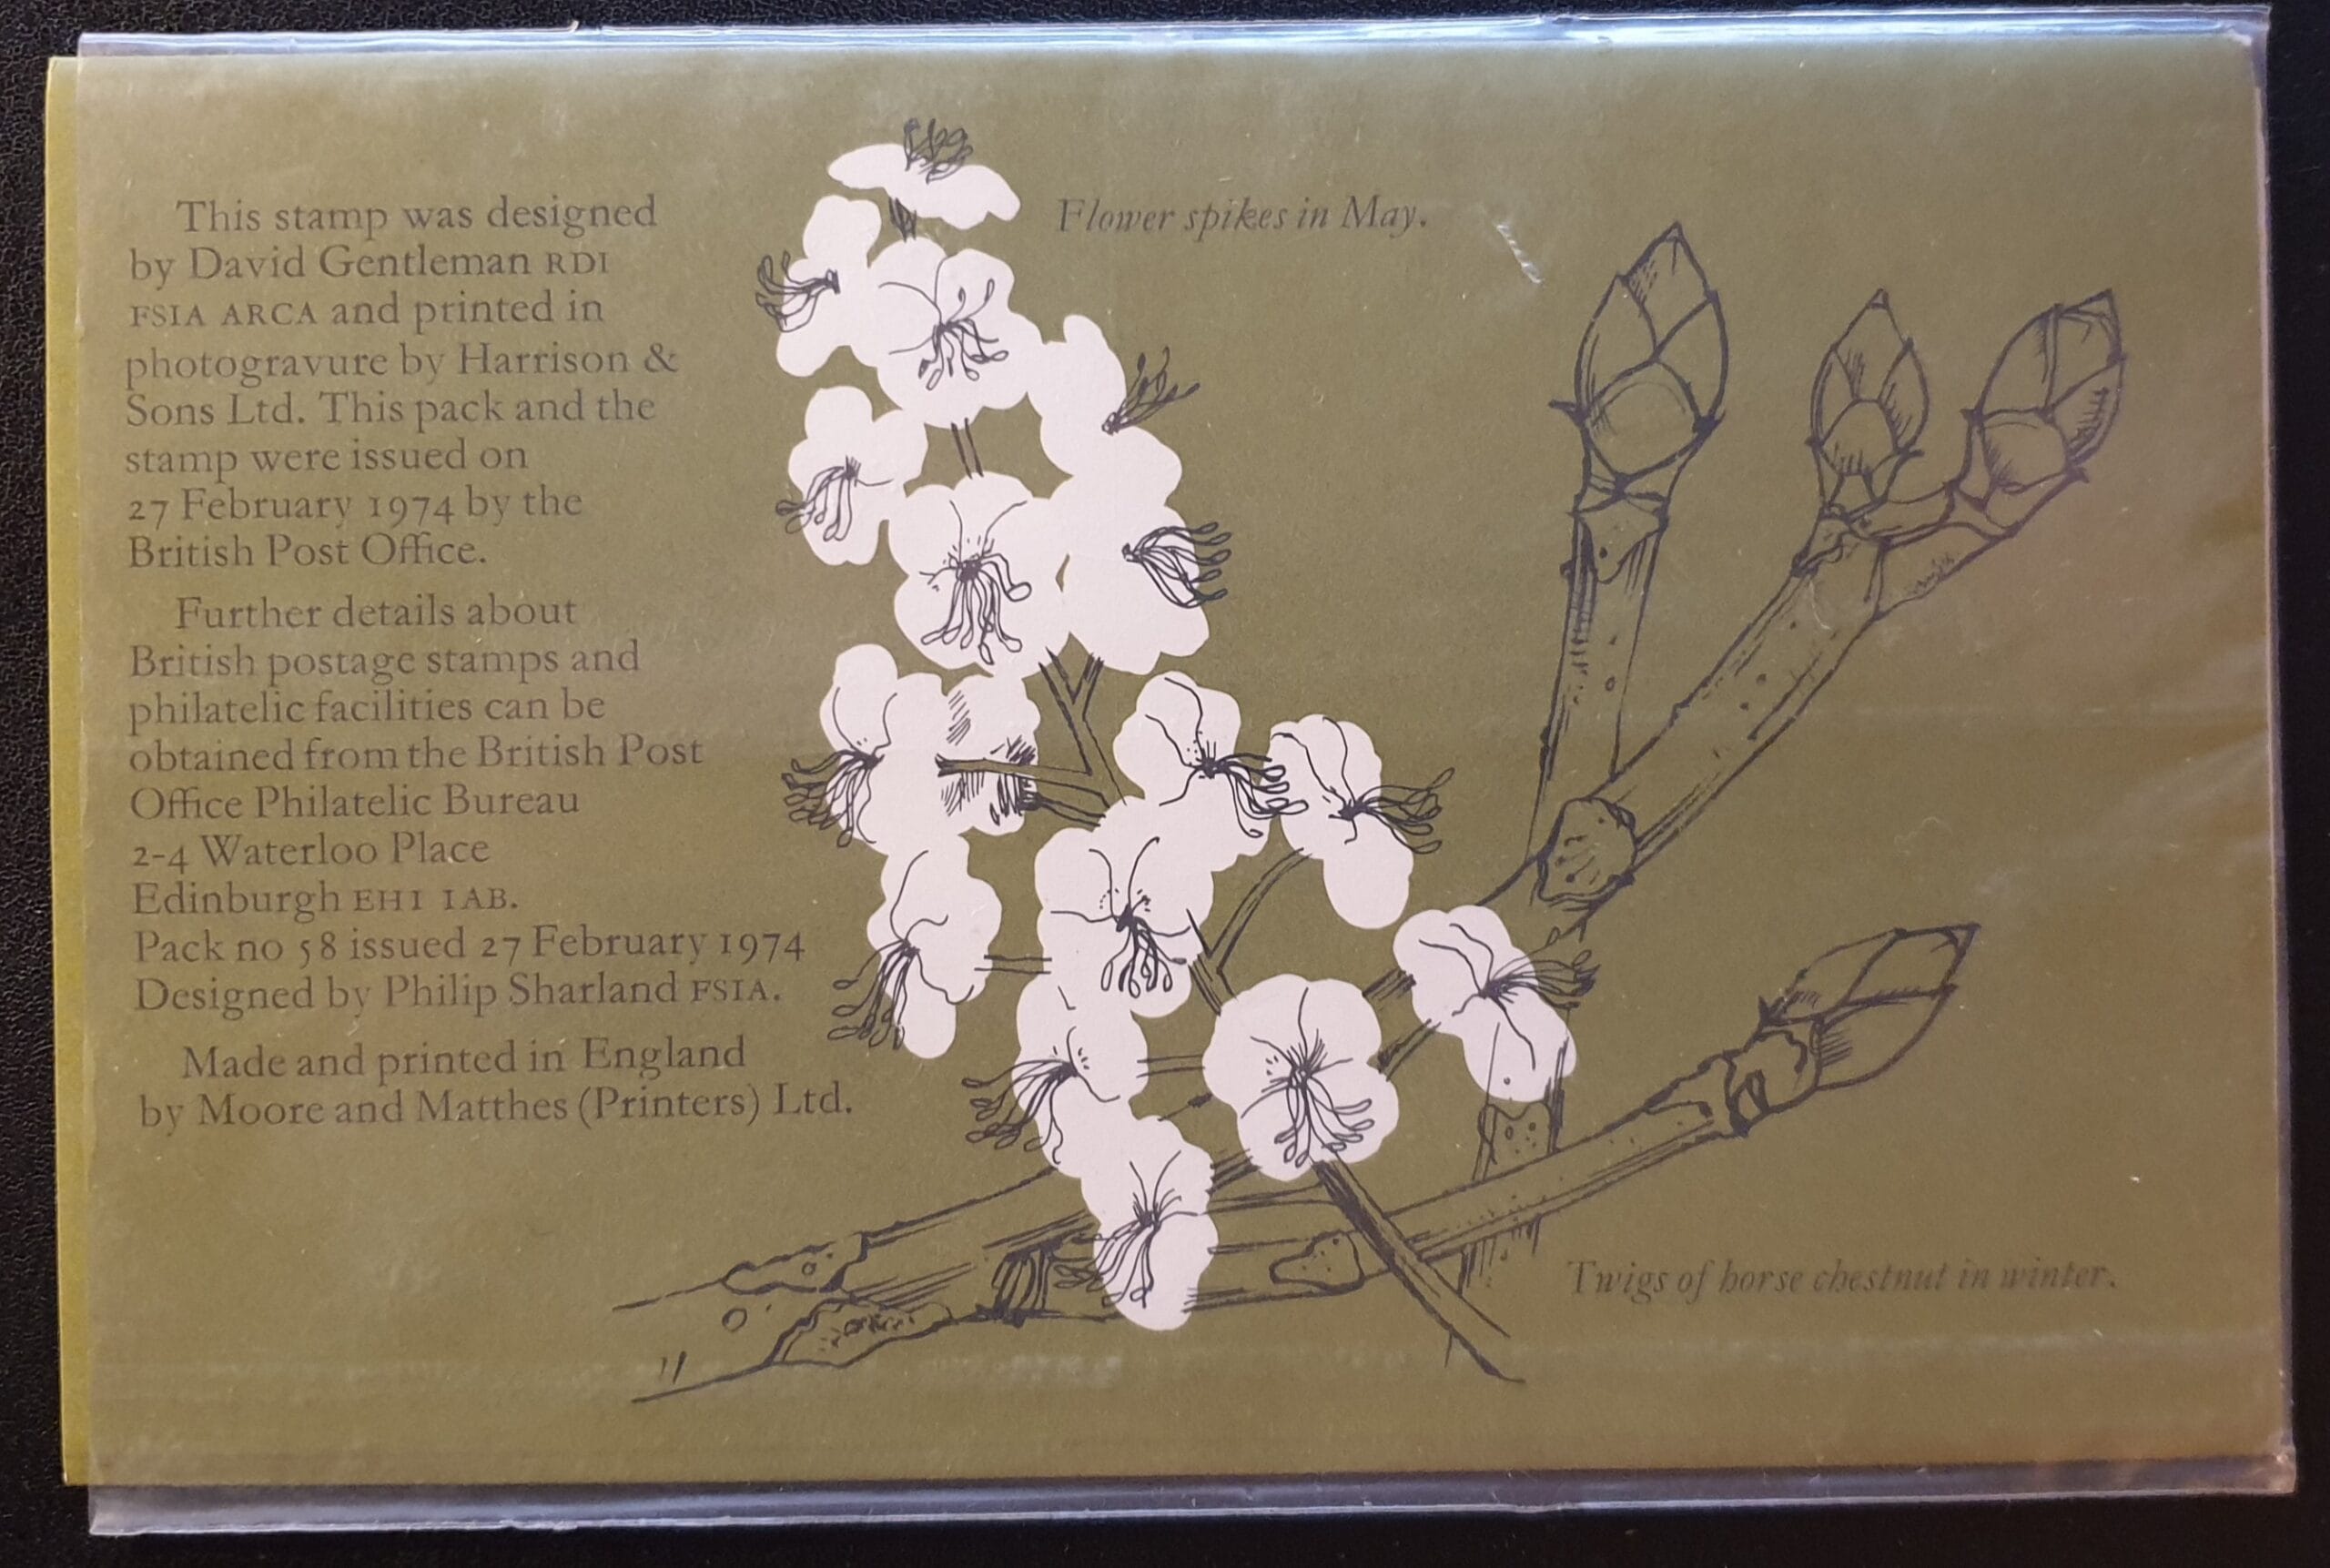 This stamp was designed
by David Gentleman RDI
FSIA ARCA and printed in
photogravure by Harrison &
Sons Ltd. This pack and the
stamp were issued on
27 February 1974 by the
British Post Office.
Further details about
British postage stamps and
philatelic facilities can be
obtained from the British Post
Office Philatelic Bureau
2-4 Waterloo Place
Edinburgh EH1 1AB.
Pack no 58 issued 27 February 1974
Designed by Philip Sharland FSIA.
Made and printed in England
by Moore and Matthes (Printers) Ltd.
Flower spikes in May.
Twigs of horse chestnut in winter.